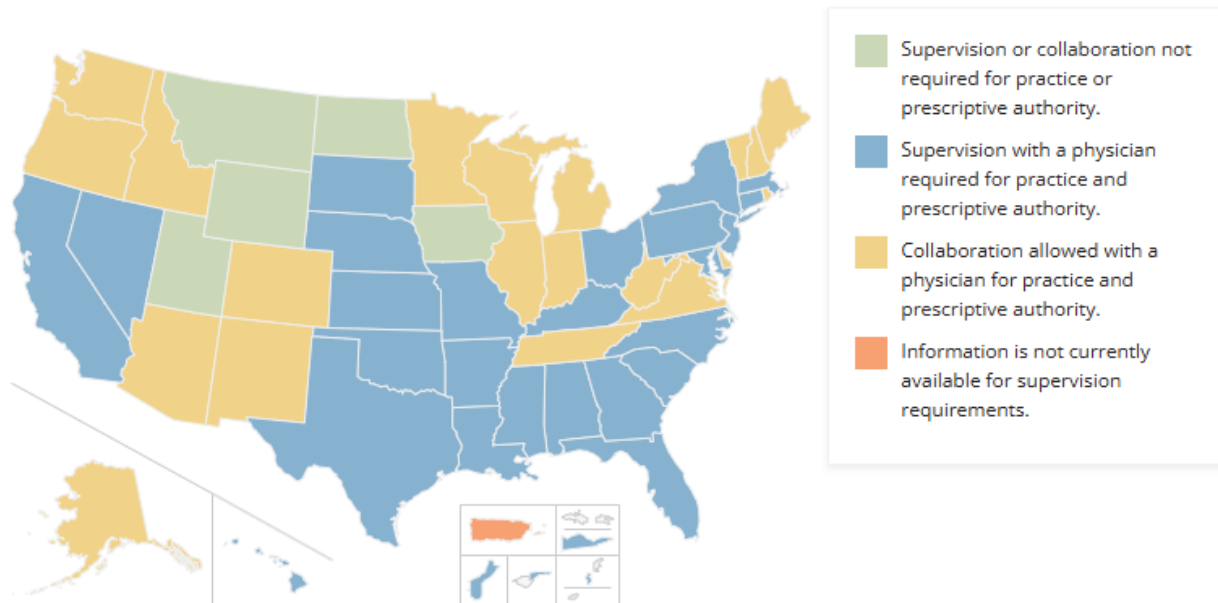 Supervision or collaboration not
required for practice or
prescriptive authority.
Supervision with a physician
required for practice and
prescriptive authority.
Collaboration allowed with a
physician for practice and
prescriptive authority.
Information is not currently
available for supervision
requirements.